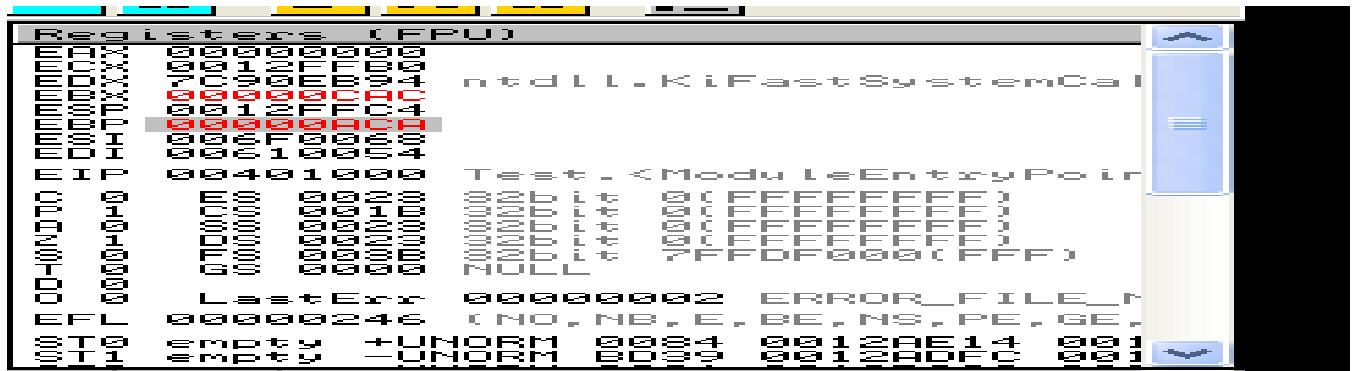 Registers (FPU)
EAX 00000000
ECX 0012FFB0
EDX 7C90EB94 ntdll.KiFastSystemCal
EBX 00000CAC
ESP 0012FFC4
EBP 00000ACA
ESI 006F0068
EDI 00610054
EIP 00401000 Test.<ModuleEntryPoin
C 0 ES 0023 32bit 0(FFFFFFFF)
P 1 CS 001B 32bit 0(FFFFFFFF)
A 0 SS 0023 32bit 0(FFFFFFFF)
Z 1 DS 0023 32bit 0(FFFFFFFF)
S 0 FS 003B 32bit 7FFDF000(FFF)
T 0 GS 0000 NULL
D 0
O 0 LastErr 00000002 ERROR_FILE_N
EFL 00000246 (NO,NB,E,BE,NS,PE,GE,
ST0 empty +UNORM 0084 0012AE14 001
ST1 empty -UNORM BD39 0012ADFC 001